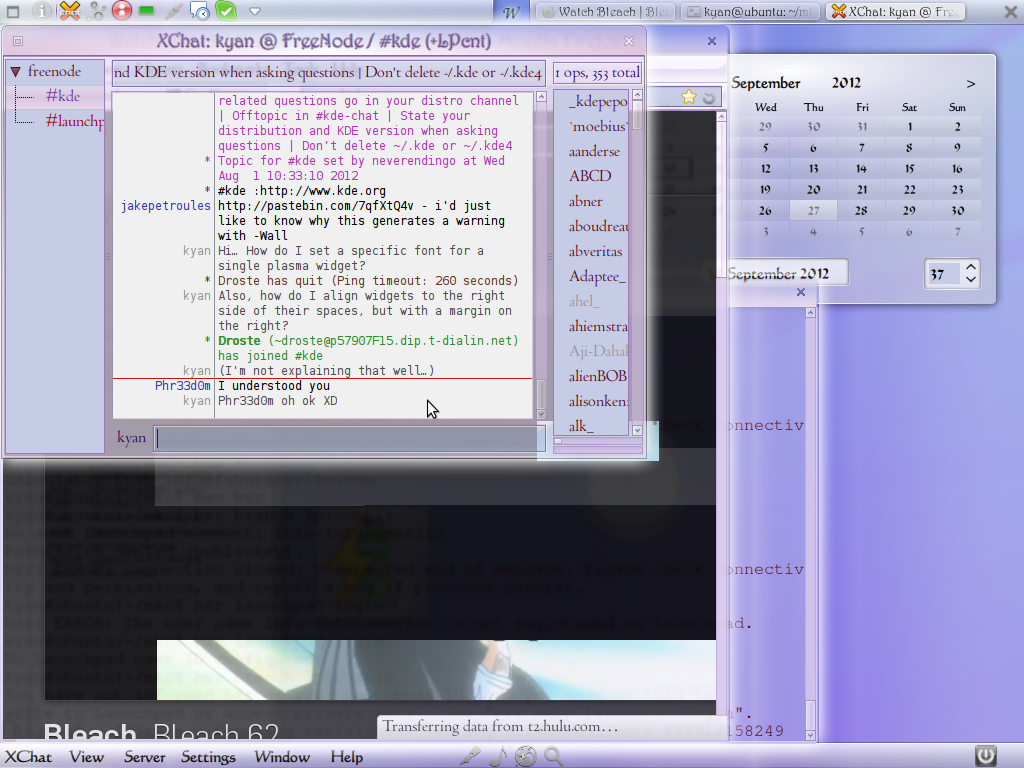 W
Watch Bleach | Ble
kyan@ubuntu: ~/m
XChat: kyan @ Fre
XChat: kyan @ FreeNode / #kde (+LPcnt)
freenode
#kde
#launchp
nd KDE version when asking questions | Don't delete ~/.kde or ~/.kde4
1 ops, 353 total
related questions go in your distro channel
| Offtopic in #kde-chat | State your
distribution and KDE version when asking
questions | Don't delete ~/.kde or ~/.kde4
* Topic for #kde set by neverendingo at Wed
Aug 1 10:33:10 2012
* #kde :http://www.kde.org
jakepetroules http://pastebin.com/7qfXtQ4v - i'd just
like to know why this generates a warning
with -Wall
kyan Hi… How do I set a specific font for a
single plasma widget?
* Droste has quit (Ping timeout: 260 seconds)
kyan Also, how do I align widgets to the right
side of their spaces, but with a margin on
the right?
* Droste (~droste@p57907F15.dip.t-dialin.net)
has joined #kde
kyan (I'm not explaining that well…)
Phr33d0m I understood you
kyan Phr33d0m oh ok XD
kyan
_kdepepo
`moebius`
aanderse
ABCD
abner
aboudreau
abveritas
Adaptee_
ahel_
ahiemstra
Aji-Dahak
alienBOB
alisonken
alk_
September 2012 >
Wed Thu Fri Sat Sun
29 30 31 1 2
5 6 7 8 9
12 13 14 15 16
19 20 21 22 23
26 27 28 29 30
3 4 5 6 7
September 2012
37
onnectiv
onnectiv
ad.
".
158249
Bleach Bleach 62
Transferring data from t2.hulu.com…
XChat View Server Settings Window Help